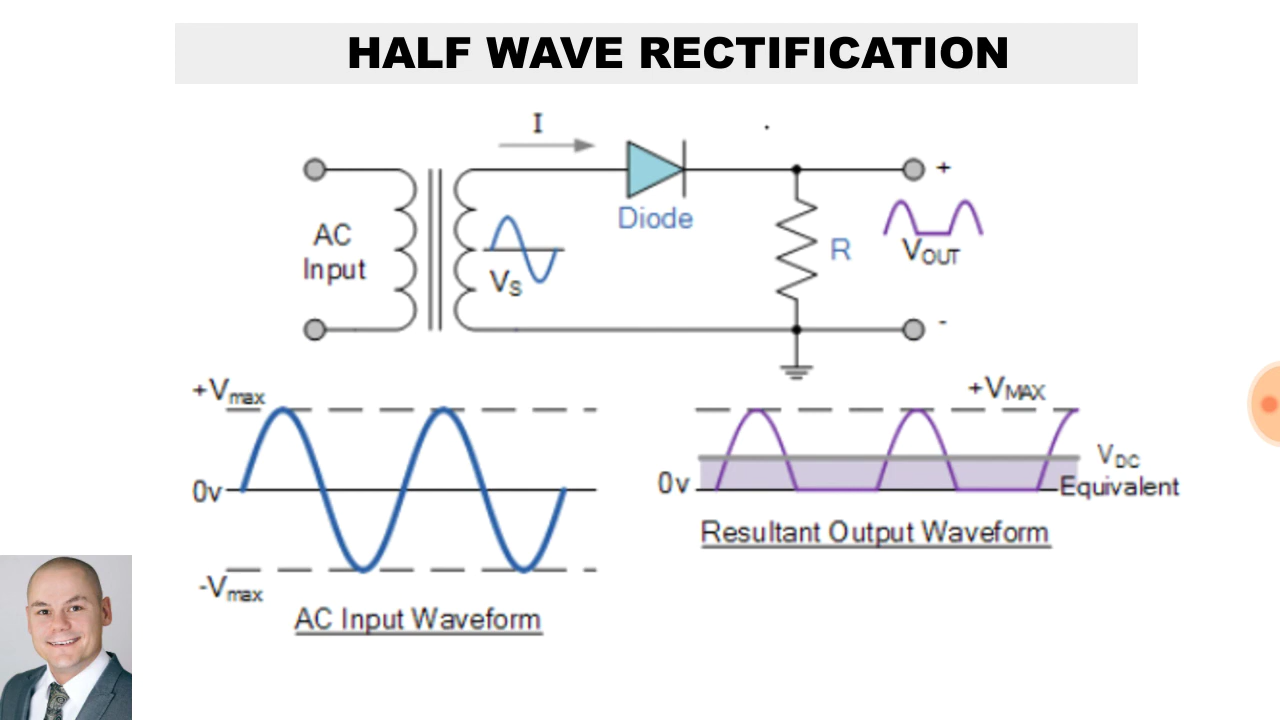 HALF WAVE RECTIFICATION
I
+
AC
Input
Diode
R
VOUT
VS
-
+Vmax
0v
-Vmax
AC Input Waveform
+VMAX
VDC
0v
Equivalent
Resultant Output Waveform